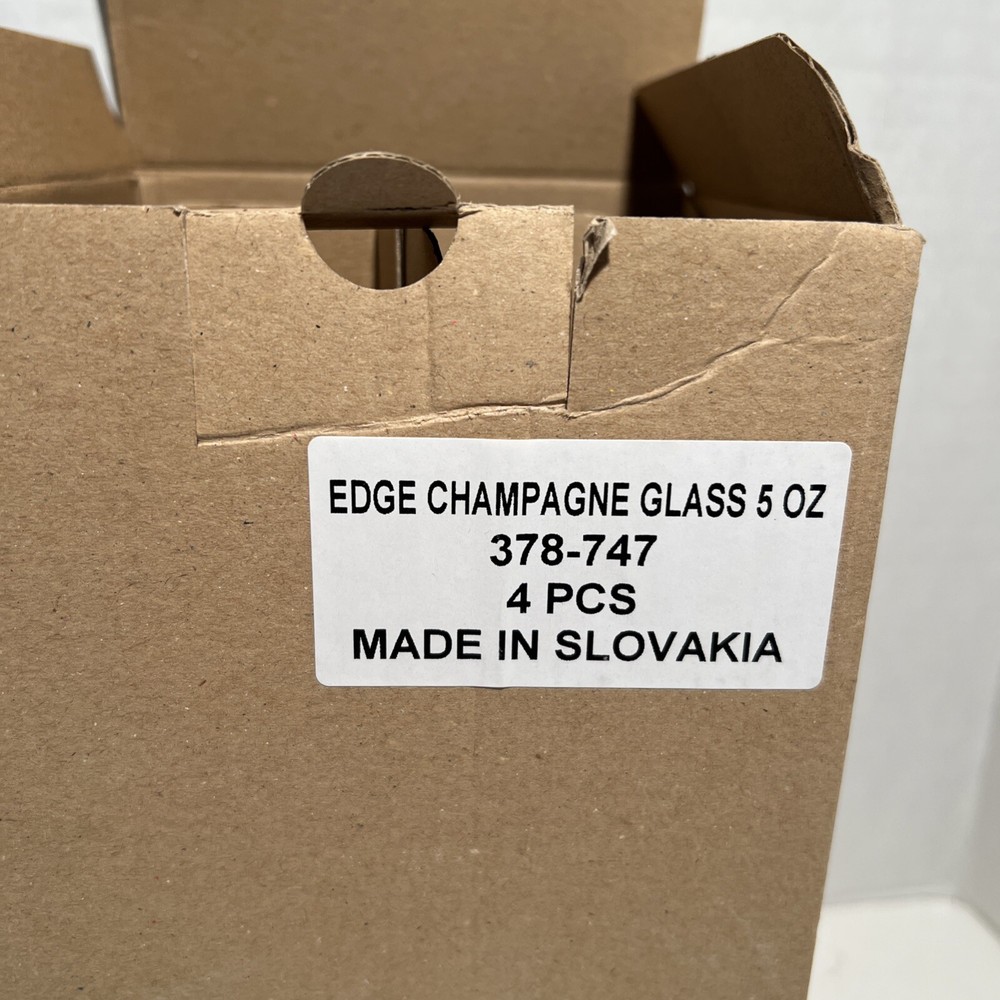 EDGE CHAMPAGNE GLASS 5 OZ
378-747
4 PCS
MADE IN SLOVAKIA